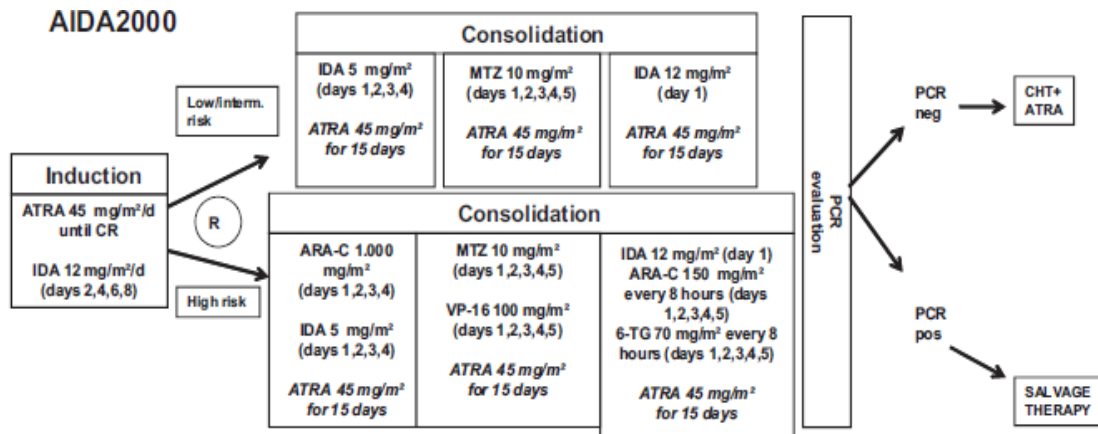 AIDA2000
Induction
ATRA 45 mg/m²/d
until CR
IDA 12 mg/m²/d
(days 2,4,6,8)
Low/interm.
risk
R
High risk
Consolidation
IDA 5 mg/m²
(days 1,2,3,4)
ATRA 45 mg/m²
for 15 days
MTZ 10 mg/m²
(days 1,2,3,4,5)
ATRA 45 mg/m²
for 15 days
IDA 12 mg/m²
(day 1)
ATRA 45 mg/m²
for 15 days
Consolidation
ARA-C 1.000
mg/m²
(days 1,2,3,4)
IDA 5 mg/m²
(days 1,2,3,4)
ATRA 45 mg/m²
for 15 days
MTZ 10 mg/m²
(days 1,2,3,4,5)
VP-16 100 mg/m²
(days 1,2,3,4,5)
ATRA 45 mg/m²
for 15 days
IDA 12 mg/m² (day 1)
ARA-C 150 mg/m²
every 8 hours (days
1,2,3,4,5)
6-TG 70 mg/m² every 8
hours (days 1,2,3,4,5)
ATRA 45 mg/m²
for 15 days
PCR
evaluation
PCR
neg
CHT+
ATRA
PCR
pos
SALVAGE
THERAPY